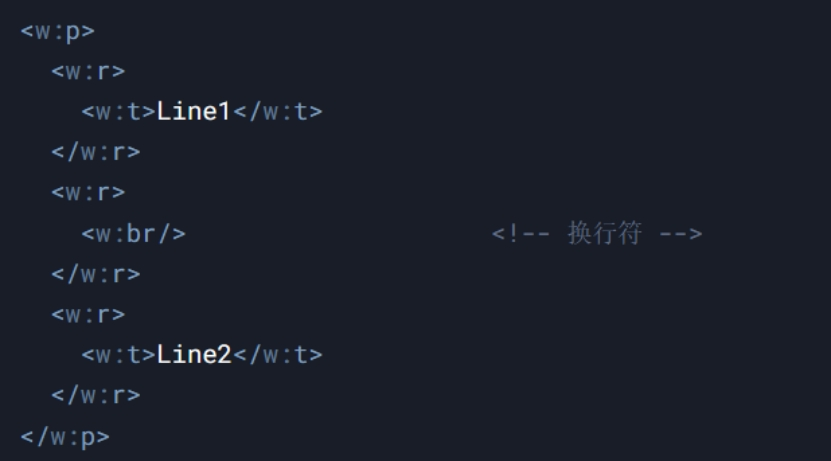 <w:p>
  <w:r>
    <w:t>Line1</w:t>
  </w:r>
  <w:r>
    <w:br/>                    <!-- 换行符 -->
  </w:r>
  <w:r>
    <w:t>Line2</w:t>
  </w:r>
</w:p>